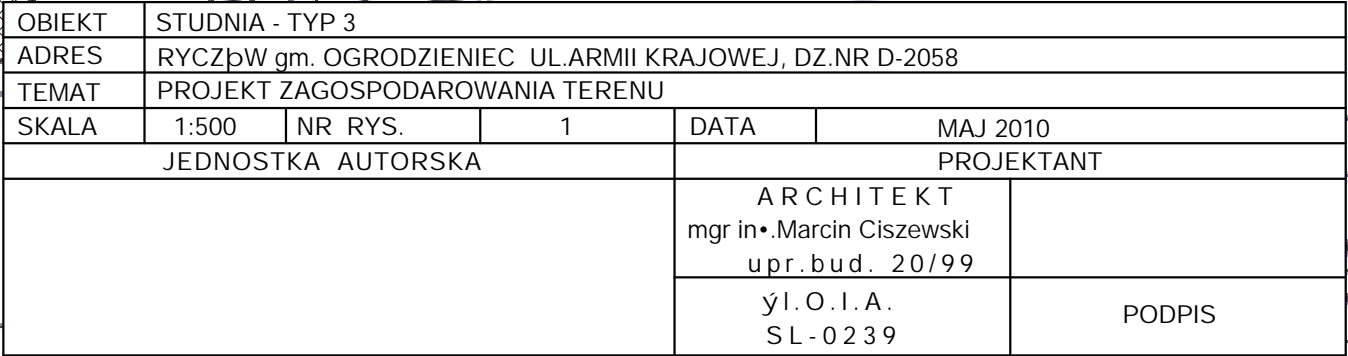 OBIEKT STUDNIA - TYP 3
ADRES RYCZþW gm. OGRODZIENIEC UL.ARMII KRAJOWEJ, DZ.NR D-2058
TEMAT PROJEKT ZAGOSPODAROWANIA TERENU
SKALA 1:500 NR RYS. 1 DATA MAJ 2010
JEDNOSTKA AUTORSKA PROJEKTANT
ARCHITEKT
mgr in•.Marcin Ciszewski
upr.bud. 20/99
ýl.O.I.A.
SL-0239
PODPIS